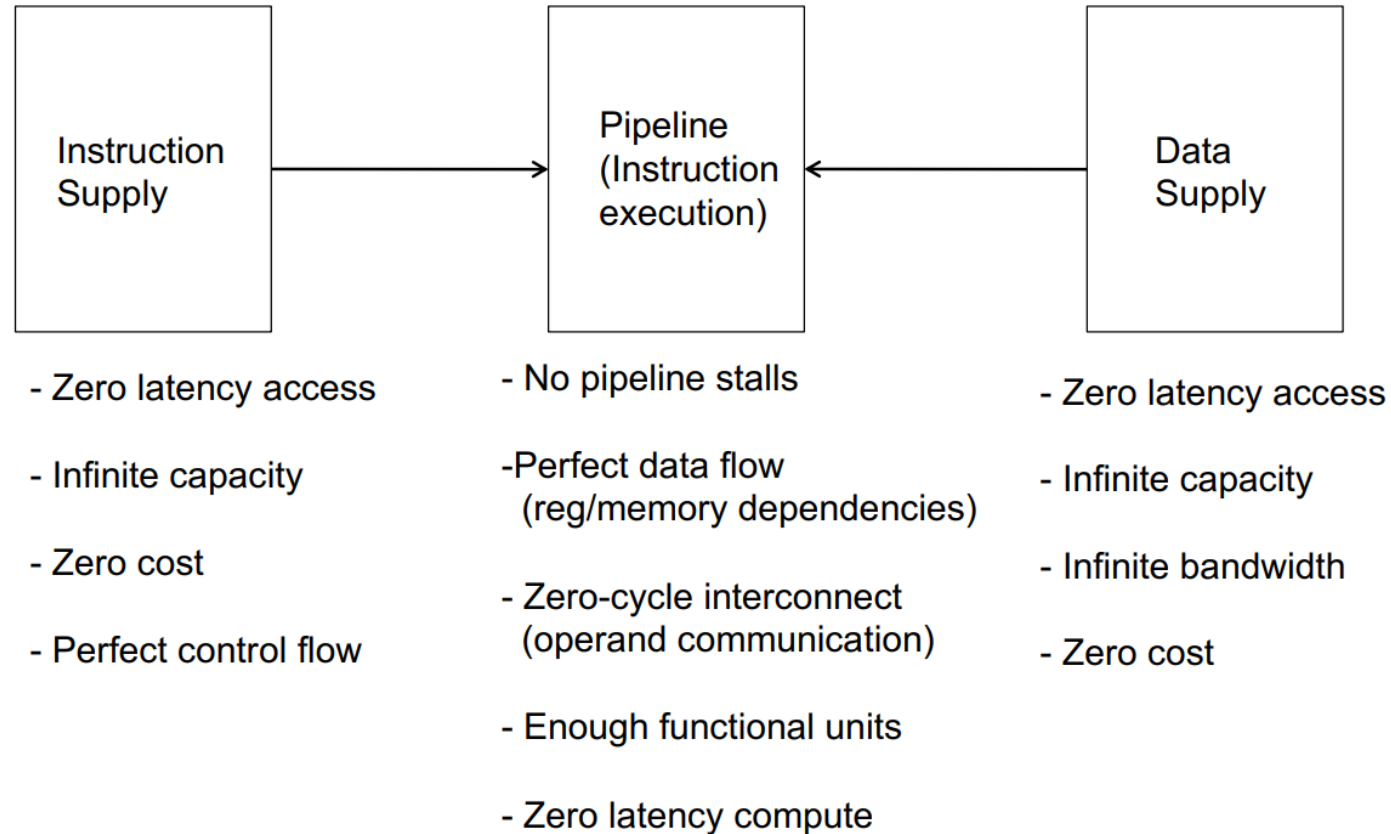 Instruction
Supply
Pipeline
(Instruction
execution)
Data
Supply
- Zero latency access
- Infinite capacity
- Zero cost
- Perfect control flow
- No pipeline stalls
-Perfect data flow
(reg/memory dependencies)
- Zero-cycle interconnect
(operand communication)
- Enough functional units
- Zero latency compute
- Zero latency access
- Infinite capacity
- Infinite bandwidth
- Zero cost